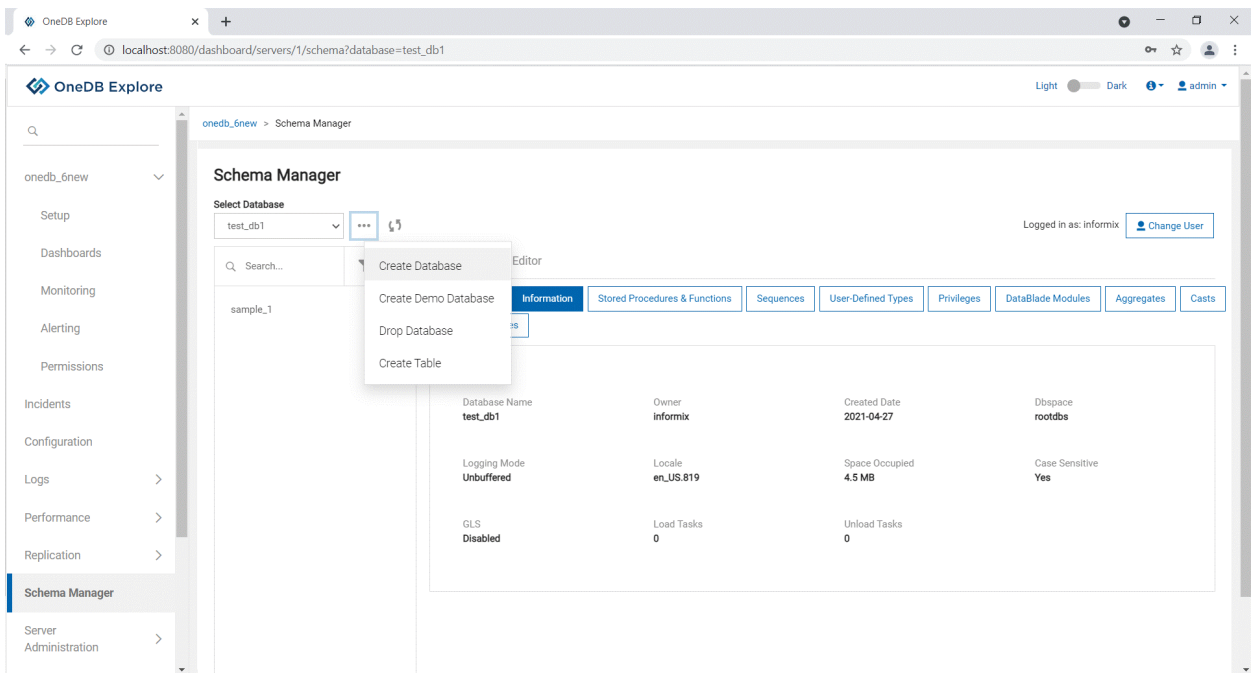 OneDB Explore
localhost:8080/dashboard/servers/1/schema?database=test_db1
OneDB Explore
Light Dark admin
onedb_6new > Schema Manager
onedb_6new
Setup
Dashboards
Monitoring
Alerting
Permissions
Incidents
Configuration
Logs
Performance
Replication
Schema Manager
Server
Administration
Schema Manager
Select Database
test_db1
Logged in as: informix Change User
Search...
sample_1
Create Database
Create Demo Database
Drop Database
Create Table
Editor
Information Stored Procedures & Functions Sequences User-Defined Types Privileges DataBlade Modules Aggregates Casts
Database Name Owner Created Date Dbspace
test_db1 informix 2021-04-27 rootdbs
Logging Mode Locale Space Occupied Case Sensitive
Unbuffered en_US.819 4.5 MB Yes
GLS Load Tasks Unload Tasks
Disabled 0 0